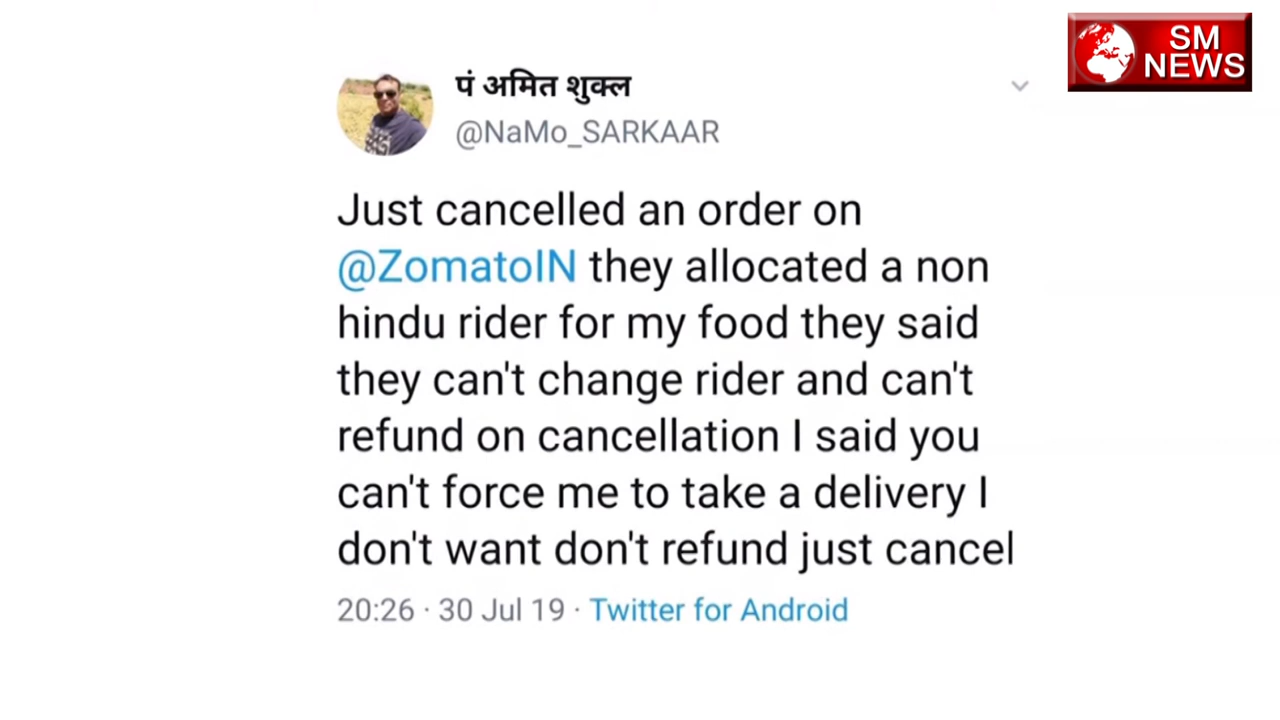 SM
NEWS
पं अमित शुक्ल
@NaMo_SARKAAR
Just cancelled an order on
@ZomatoIN they allocated a non
hindu rider for my food they said
they can't change rider and can't
refund on cancellation I said you
can't force me to take a delivery I
don't want don't refund just cancel
20:26 · 30 Jul 19 · Twitter for Android